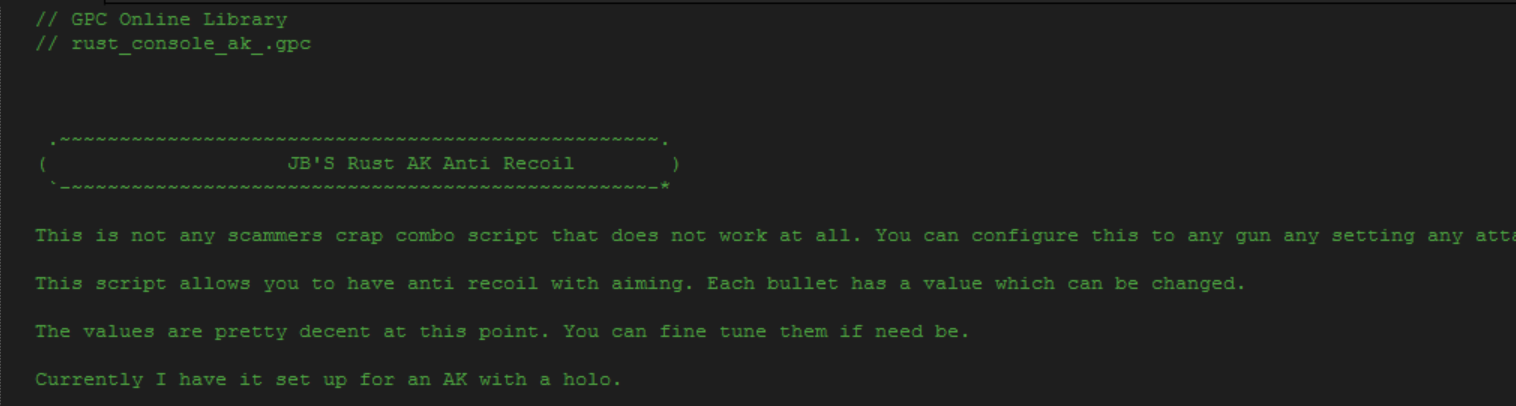 // GPC Online Library
// rust_console_ak_.gpc
.~~~~~~~~~~~~~~~~~~~~~~~~~~~~~~~~~~~~~~~~~~~~~~~~~~.
( JB'S Rust AK Anti Recoil )
`-~~~~~~~~~~~~~~~~~~~~~~~~~~~~~~~~~~~~~~~~~~~~~~~~-*
This is not any scammers crap combo script that does not work at all. You can configure this to any gun any setting any
This script allows you to have anti recoil with aiming. Each bullet has a value which can be changed.
The values are pretty decent at this point. You can fine tune them if need be.
Currently I have it set up for an AK with a holo.